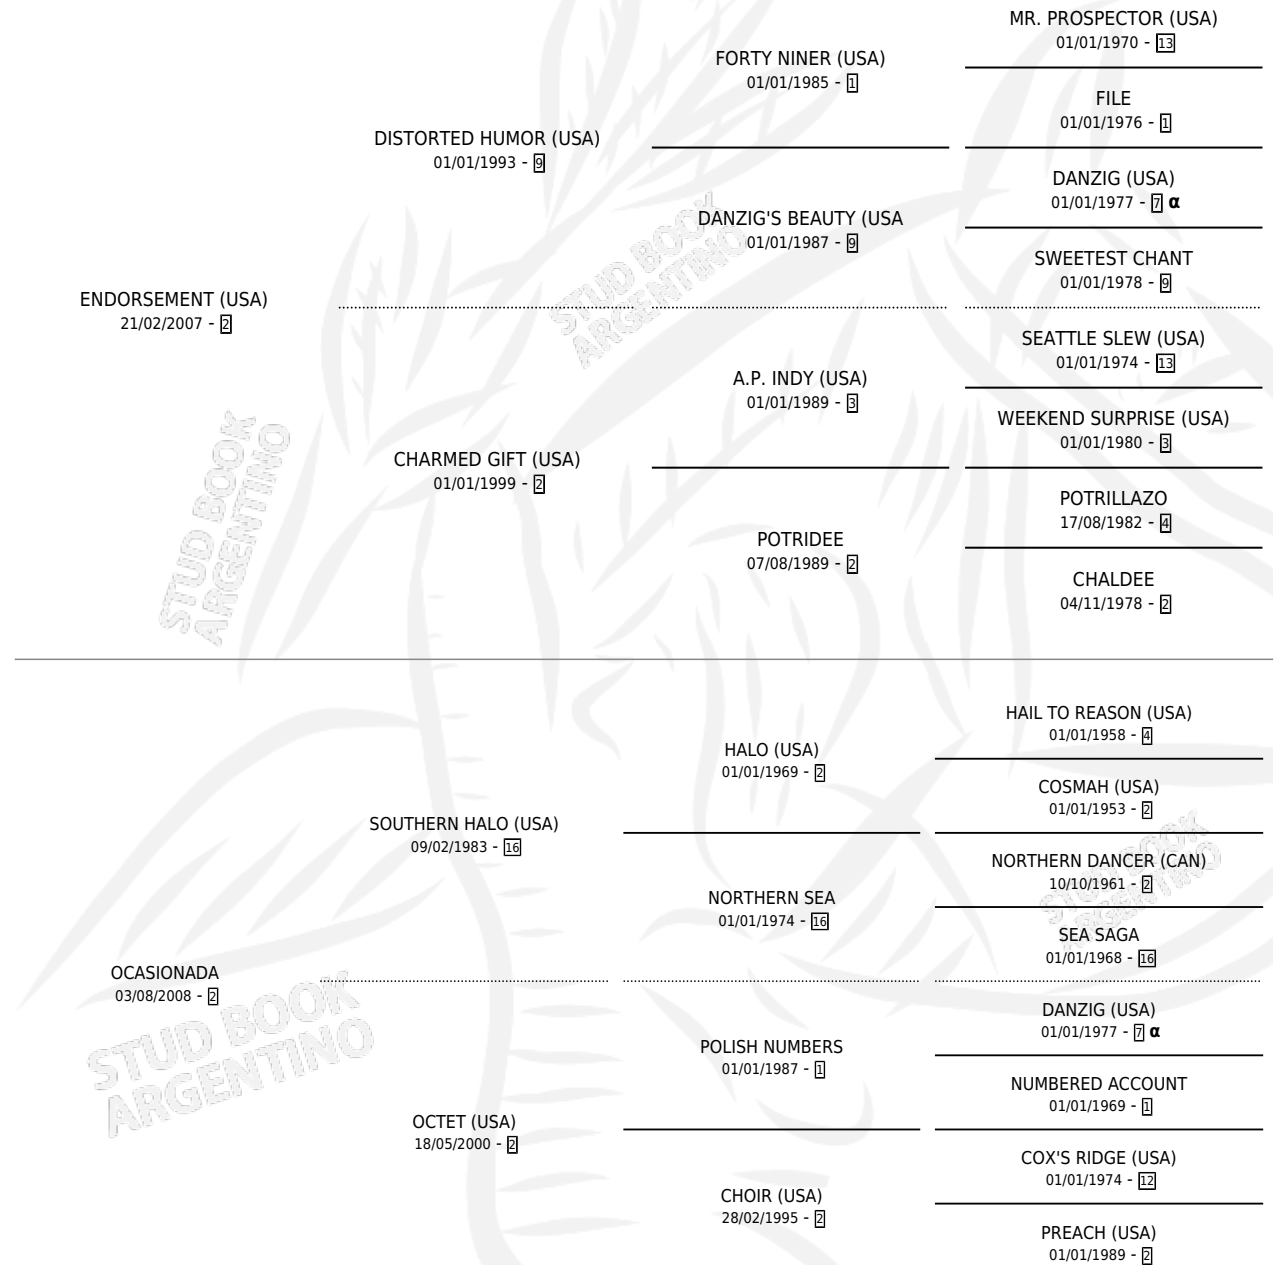 MR. PROSPECTOR (USA)
01/01/1970 - 13
FORTY NINER (USA)
01/01/1985 - 1
FILE
01/01/1976 - 1
DISTORTED HUMOR (USA)
01/01/1993 - 9
DANZIG (USA)
01/01/1977 - 7 α
DANZIG'S BEAUTY (USA
01/01/1987 - 9
SWEETEST CHANT
01/01/1978 - 9
ENDORSEMENT (USA)
21/02/2007 - 2
SEATTLE SLEW (USA)
01/01/1974 - 13
A.P. INDY (USA)
01/01/1989 - 3
WEEKEND SURPRISE (USA)
01/01/1980 - 3
CHARMED GIFT (USA)
01/01/1999 - 2
POTRILLAZO
17/08/1982 - 4
POTRIDEE
07/08/1989 - 2
CHALDEE
04/11/1978 - 2
HAIL TO REASON (USA)
01/01/1958 - 4
HALO (USA)
01/01/1969 - 2
COSMAH (USA)
01/01/1953 - 2
SOUTHERN HALO (USA)
09/02/1983 - 16
NORTHERN DANCER (CAN)
10/10/1961 - 2
NORTHERN SEA
01/01/1974 - 16
SEA SAGA
01/01/1968 - 16
OCASIONADA
03/08/2008 - 2
DANZIG (USA)
01/01/1977 - 7 α
POLISH NUMBERS
01/01/1987 - 1
NUMBERED ACCOUNT
01/01/1969 - 1
OCTET (USA)
18/05/2000 - 2
COX'S RIDGE (USA)
01/01/1974 - 12
CHOIR (USA)
28/02/1995 - 2
PREACH (USA)
01/01/1989 - 2
STUD BOOK
ARGENTINO
STUD BOOK
ARGENTINO
STUD BOOK
ARGENTINO
STUD BOOK
ARGENTINO